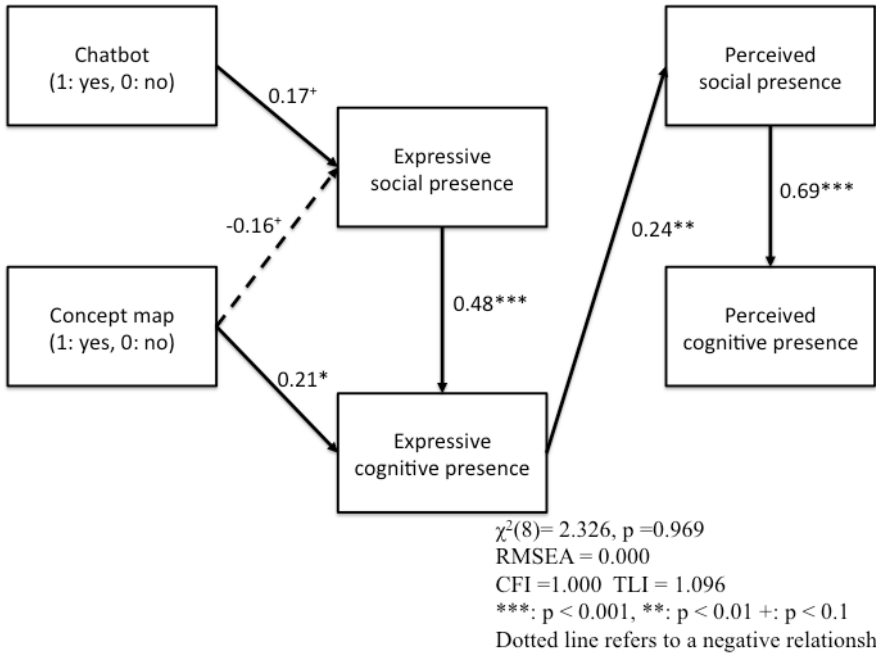 Chatbot
(1: yes, 0: no)
Perceived
social presence
0.17⁺
Expressive
social presence
0.69***
-0.16⁺
0.24**
Concept map
(1: yes, 0: no)
0.48***
Perceived
cognitive presence
0.21*
Expressive
cognitive presence
χ²(8)= 2.326, p =0.969
RMSEA = 0.000
CFI =1.000 TLI = 1.096
***: p < 0.001, **: p < 0.01 +: p < 0.1
Dotted line refers to a negative relationsh